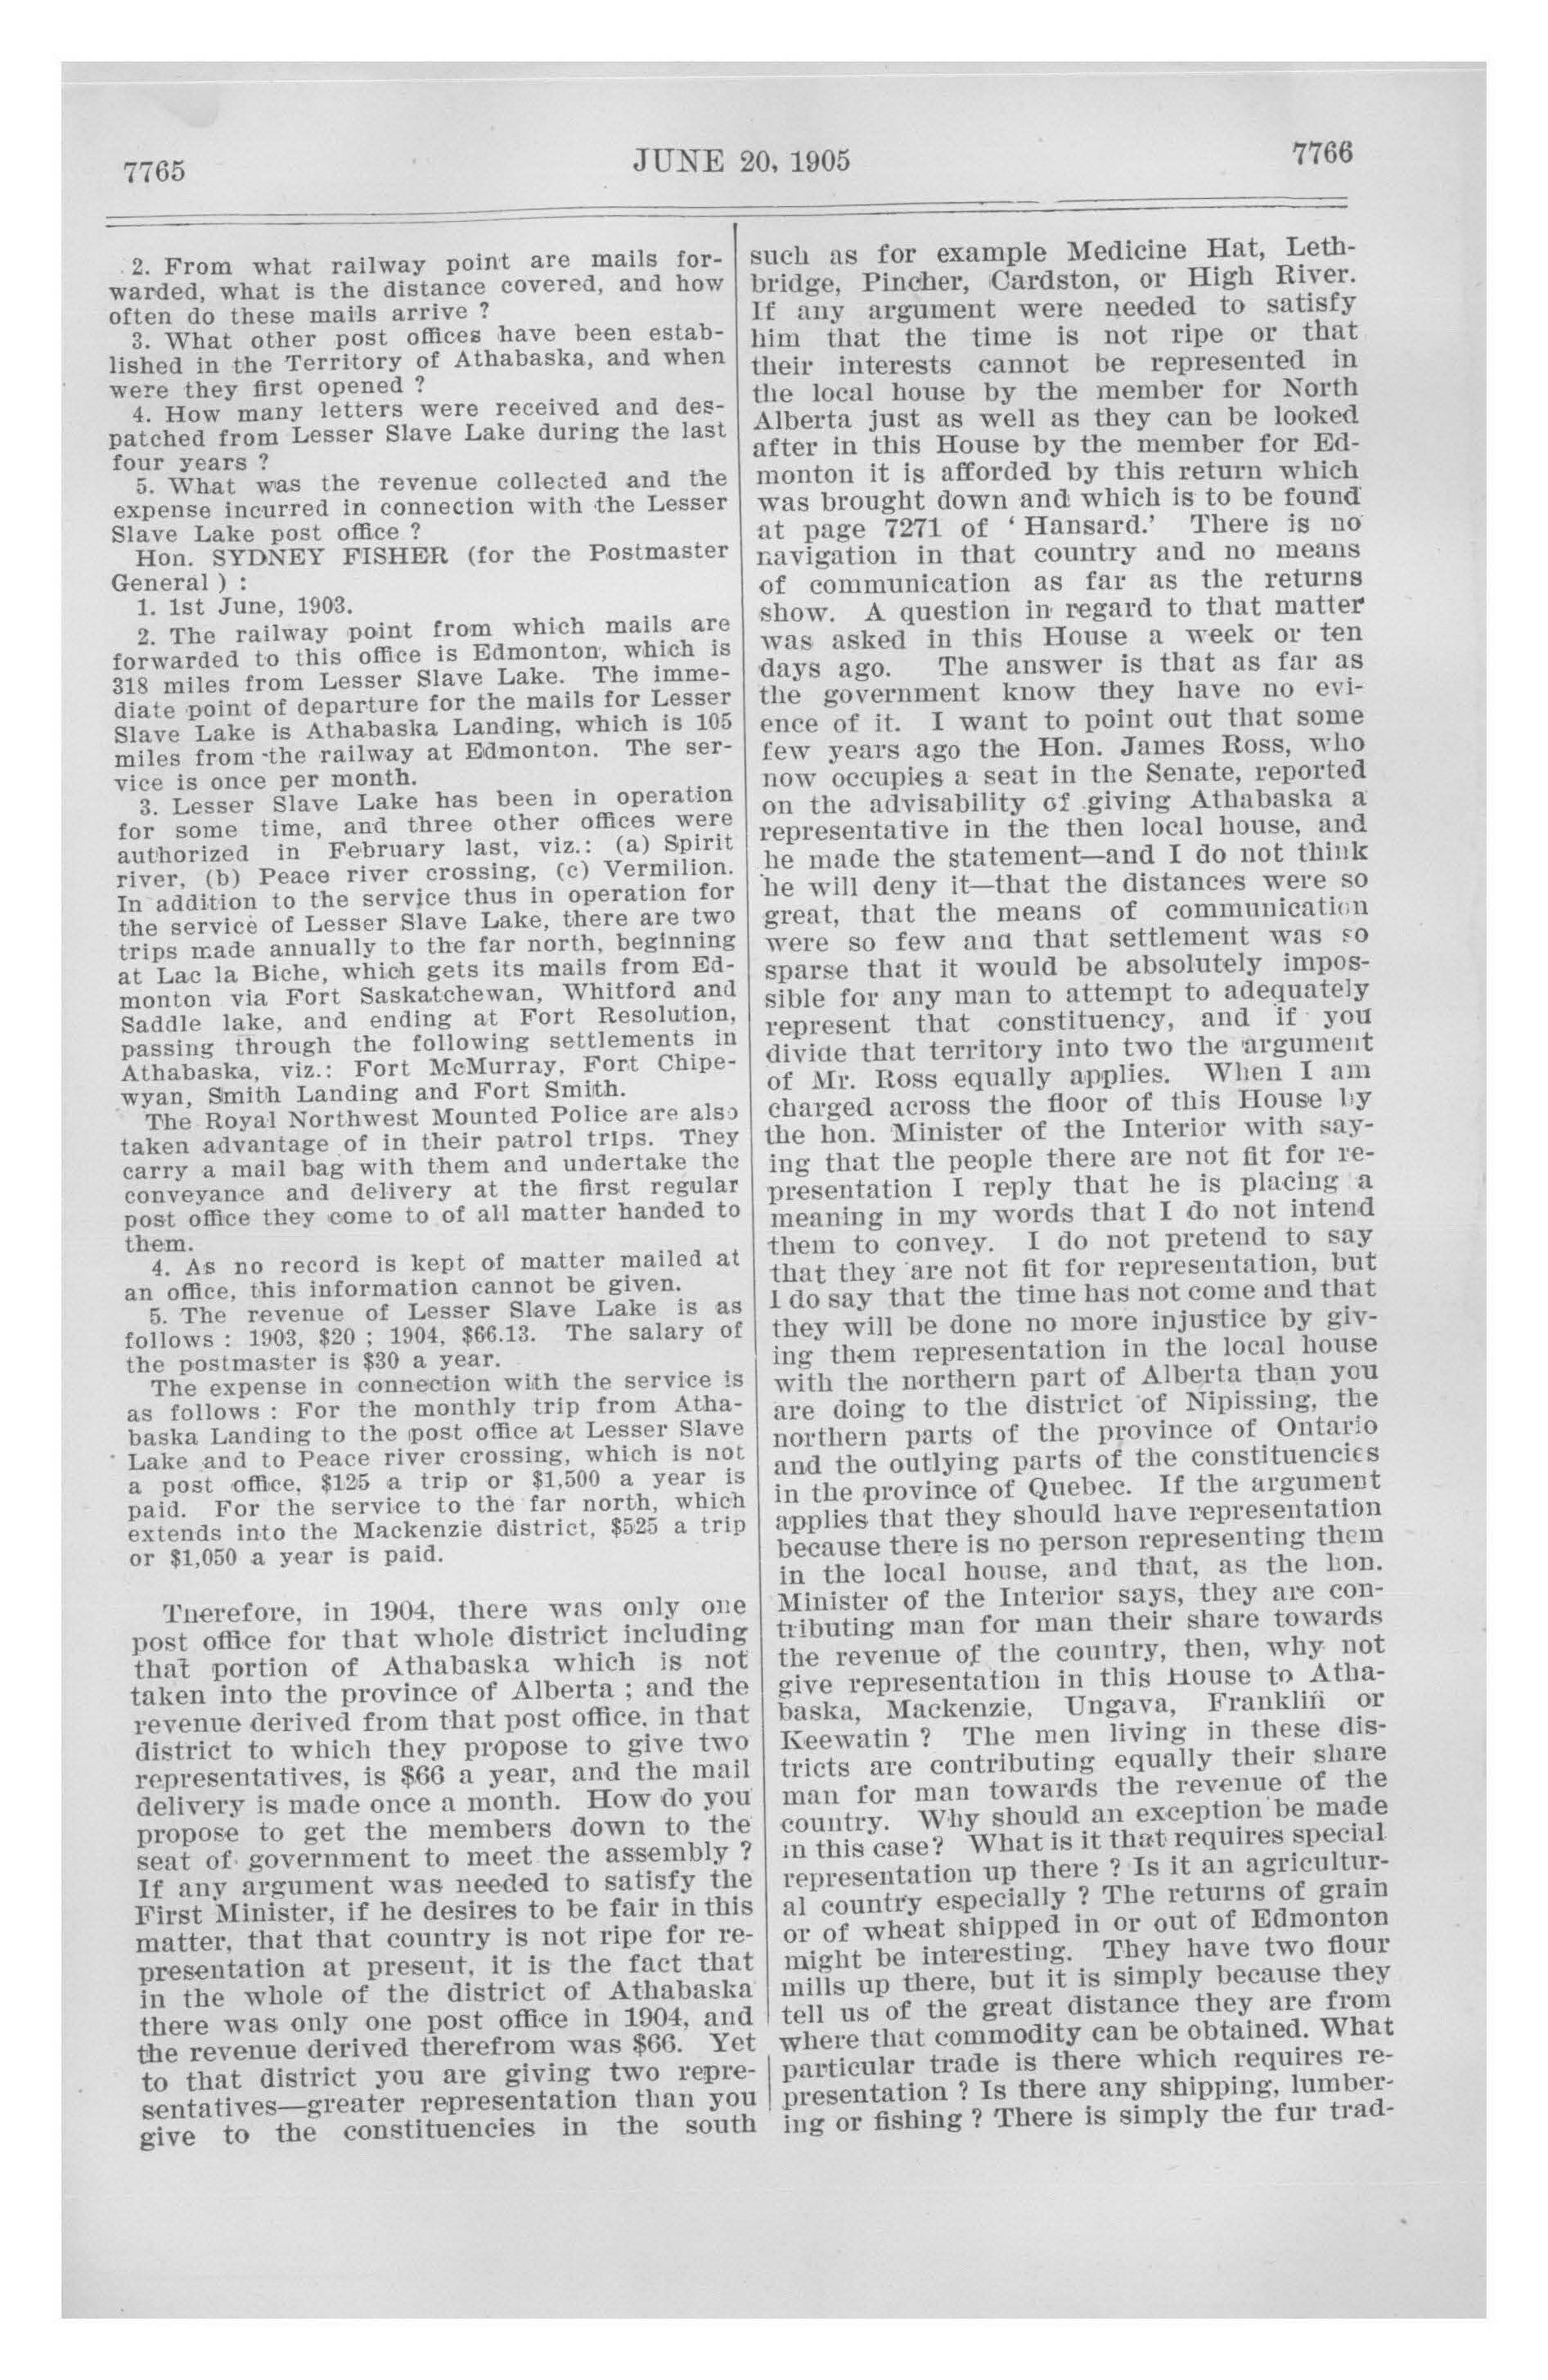 7765
JUNE 20, 1905
7766
2. From what railway point are mails for-
warded, what is the distance covered, and how
often do these mails arrive ?
3. What other post offices have been estab-
lished in the Territory of Athabaska, and when
were they first opened ?
4. How many letters were received and des-
patched from Lesser Slave Lake during the last
four years ?
5. What was the revenue collected and the
expense incurred in connection with the Lesser
Slave Lake post office ?
Hon. SYDNEY FISHER (for the Postmaster
General) :
1. 1st June, 1903.
2. The railway point from which mails are
forwarded to this office is Edmonton, which is
318 miles from Lesser Slave Lake. The imme-
diate point of departure for the mails for Lesser
Slave Lake is Athabaska Landing, which is 105
miles from the railway at Edmonton. The ser-
vice is once per month.
3. Lesser Slave Lake has been in operation
for some time, and three other offices were
authorized in February last, viz.: (a) Spirit
river, (b) Peace river crossing, (c) Vermilion.
In addition to the service thus in operation for
the service of Lesser Slave Lake, there are two
trips made annually to the far north, beginning
at Lac la Biche, which gets its mails from Ed-
monton via Fort Saskatchewan, Whitford and
Saddle lake, and ending at Fort Resolution,
passing through the following settlements in
Athabaska, viz.: Fort McMurray, Fort Chipe-
wyan, Smith Landing and Fort Smith.
The Royal Northwest Mounted Police are also
taken advantage of in their patrol trips. They
carry a mail bag with them and undertake the
conveyance and delivery at the first regular
post office they come to of all matter handed to
them.
4. As no record is kept of matter mailed at
an office, this information cannot be given.
5. The revenue of Lesser Slave Lake is as
follows : 1903, $20 ; 1904, $66.13. The salary of
the postmaster is $30 a year.
The expense in connection with the service is
as follows : For the monthly trip from Atha-
baska Landing to the post office at Lesser Slave
Lake and to Peace river crossing, which is not
a post office, $125 a trip or $1,500 a year is
paid. For the service to the far north, which
extends into the Mackenzie district, $525 a trip
or $1,050 a year is paid.
Therefore, in 1904, there was only one
post office for that whole district including
that portion of Athabaska which is not
taken into the province of Alberta ; and the
revenue derived from that post office, in that
district to which they propose to give two
representatives, is $66 a year, and the mail
delivery is made once a month. How do you
propose to get the members down to the
seat of government to meet the assembly ?
If any argument was needed to satisfy the
First Minister, if he desires to be fair in this
matter, that that country is not ripe for re-
presentation at present, it is the fact that
in the whole of the district of Athabaska
there was only one post office in 1904, and
the revenue derived therefrom was $66. Yet
to that district you are giving two repre-
sentatives—greater representation than you
give to the constituencies in the south
such as for example Medicine Hat, Leth-
bridge, Pincher, Cardston, or High River.
If any argument were needed to satisfy
him that the time is not ripe or that
their interests cannot be represented in
the local house by the member for North
Alberta just as well as they can be looked
after in this House by the member for Ed-
monton it is afforded by this return which
was brought down and which is to be found
at page 7271 of ‘ Hansard.’ There is no
navigation in that country and no means
of communication as far as the returns
show. A question in regard to that matter
was asked in this House a week or ten
days ago. The answer is that as far as
the government know they have no evi-
ence of it. I want to point out that some
few years ago the Hon. James Ross, who
now occupies a seat in the Senate, reported
on the advisability of giving Athabaska a
representative in the then local house, and
he made the statement—and I do not think
he will deny it—that the distances were so
great, that the means of communication
were so few and that settlement was so
sparse that it would be absolutely impos-
sible for any man to attempt to adequately
represent that constituency, and if you
divide that territory into two the argument
of Mr. Ross equally applies. When I am
charged across the floor of this House by
the hon. Minister of the Interior with say-
ing that the people there are not fit for re-
presentation I reply that he is placing a
meaning in my words that I do not intend
them to convey. I do not pretend to say
that they are not fit for representation, but
I do say that the time has not come and that
they will be done no more injustice by giv-
ing them representation in the local house
with the northern part of Alberta than you
are doing to the district of Nipissing, the
northern parts of the province of Ontario
and the outlying parts of the constituencies
in the province of Quebec. If the argument
applies that they should have representation
because there is no person representing them
in the local house, and that, as the hon.
Minister of the Interior says, they are con-
tributing man for man their share towards
the revenue of the country, then, why not
give representation in this House to Atha-
baska, Mackenzie, Ungava, Franklin or
Keewatin ? The men living in these dis-
tricts are contributing equally their share
man for man towards the revenue of the
country. Why should an exception be made
in this case? What is it that requires special
representation up there ? Is it an agricultur-
al country especially ? The returns of grain
or of wheat shipped in or out of Edmonton
might be interesting. They have two flour
mills up there, but it is simply because they
tell us of the great distance they are from
where that commodity can be obtained. What
particular trade is there which requires re-
presentation ? Is there any shipping, lumber-
ing or fishing ? There is simply the fur trad-